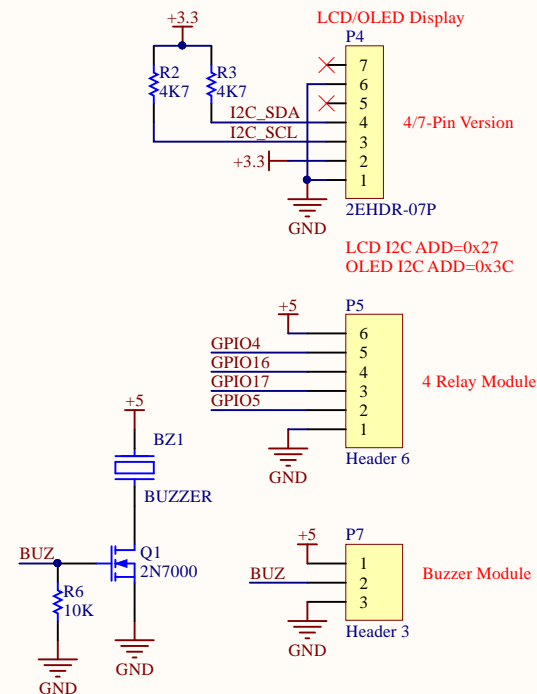 +3.3
LCD/OLED Display
P4
R2
4K7
R3
4K7
7
6
5
I2C_SDA
4
4/7-Pin Version
I2C_SCL
3
+3.3
2
1
2EHDR-07P
GND
LCD I2C ADD=0x27
OLED I2C ADD=0x3C
+5
P5
6
GPIO4
5
GPIO16
4
4 Relay Module
GPIO17
3
GPIO5
2
1
Header 6
GND
+5
BZ1
BUZZER
BUZ
Q1
2N7000
R6
10K
GND
GND
+5
P7
1
BUZ
2
Buzzer Module
3
Header 3
GND